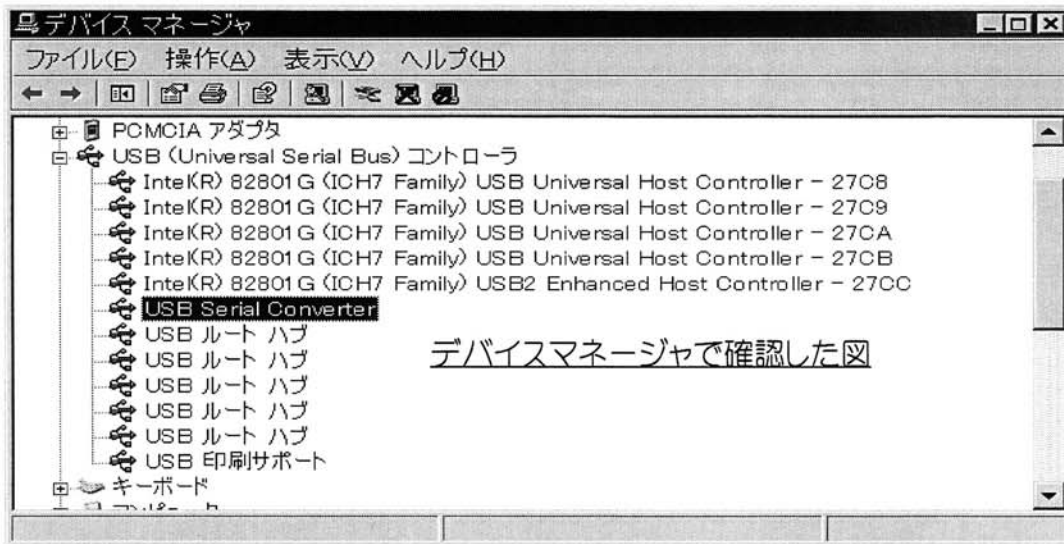 デバイス マネージャ
ファイル(F) 操作(A) 表示(V) ヘルプ(H)
PCMCIA アダプタ
USB (Universal Serial Bus) コントローラ
Intel(R) 82801G (ICH7 Family) USB Universal Host Controller - 27C8
Intel(R) 82801G (ICH7 Family) USB Universal Host Controller - 27C9
Intel(R) 82801G (ICH7 Family) USB Universal Host Controller - 27CA
Intel(R) 82801G (ICH7 Family) USB Universal Host Controller - 27CB
Intel(R) 82801G (ICH7 Family) USB2 Enhanced Host Controller - 27CC
USB Serial Converter
USB ルート ハブ
USB ルート ハブ
デバイスマネージャで確認した図
USB ルート ハブ
USB ルート ハブ
USB ルート ハブ
USB 印刷サポート
キーボード